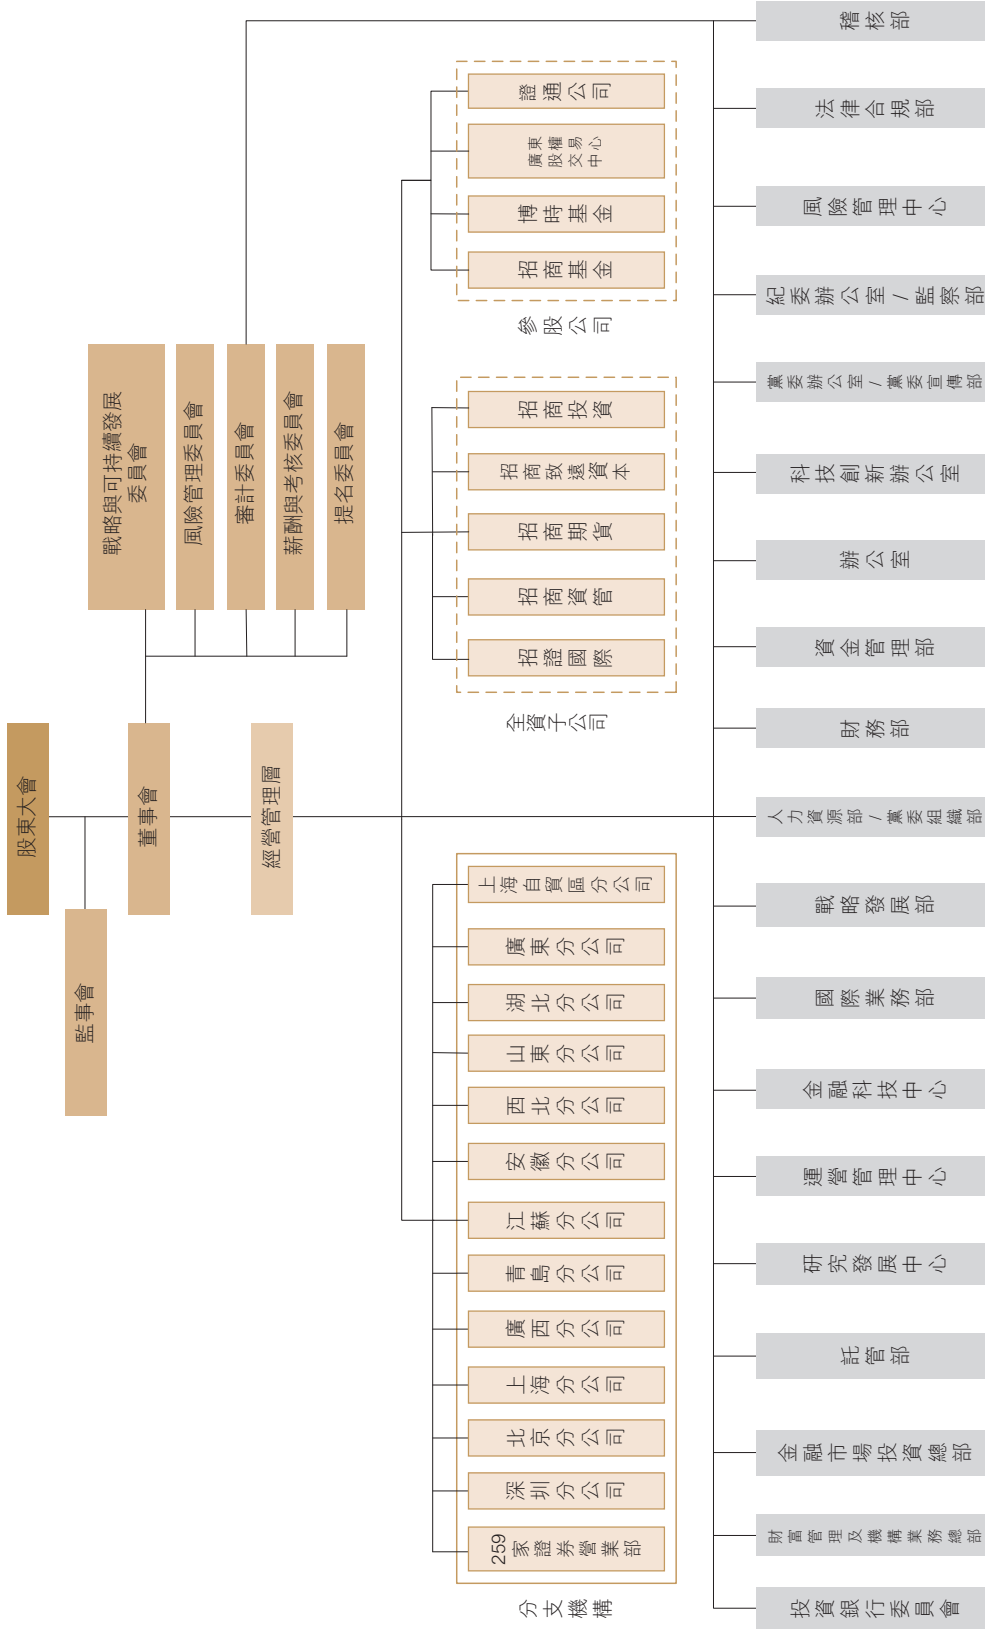 股東大會
監事會
董事會
經營管理層
戰略與可持續發展
委員會
風險管理委員會
審計委員會
薪酬與考核委員會
提名委員會
分支機構
259
家證券營業部
深圳分公司
北京分公司
上海分公司
廣西分公司
青島分公司
江蘇分公司
安徽分公司
西北分公司
山東分公司
湖北分公司
廣東分公司
上海自貿區分公司
全資子公司
招證國際
招商資管
招商期貨
招商致遠資本
招商投資
參股公司
招商基金
博時基金
廣東
股權
交易
中心
證通公司
投資銀行委員會
財富管理及機構業務總部
金融市場投資總部
託管部
研究發展中心
運營管理中心
金融科技中心
國際業務部
戰略發展部
人力資源部/黨委組織部
財務部
資金管理部
辦公室
科技創新辦公室
黨委辦公室/黨委宣傳部
紀委辦公室/監察部
風險管理中心
法律合規部
稽核部